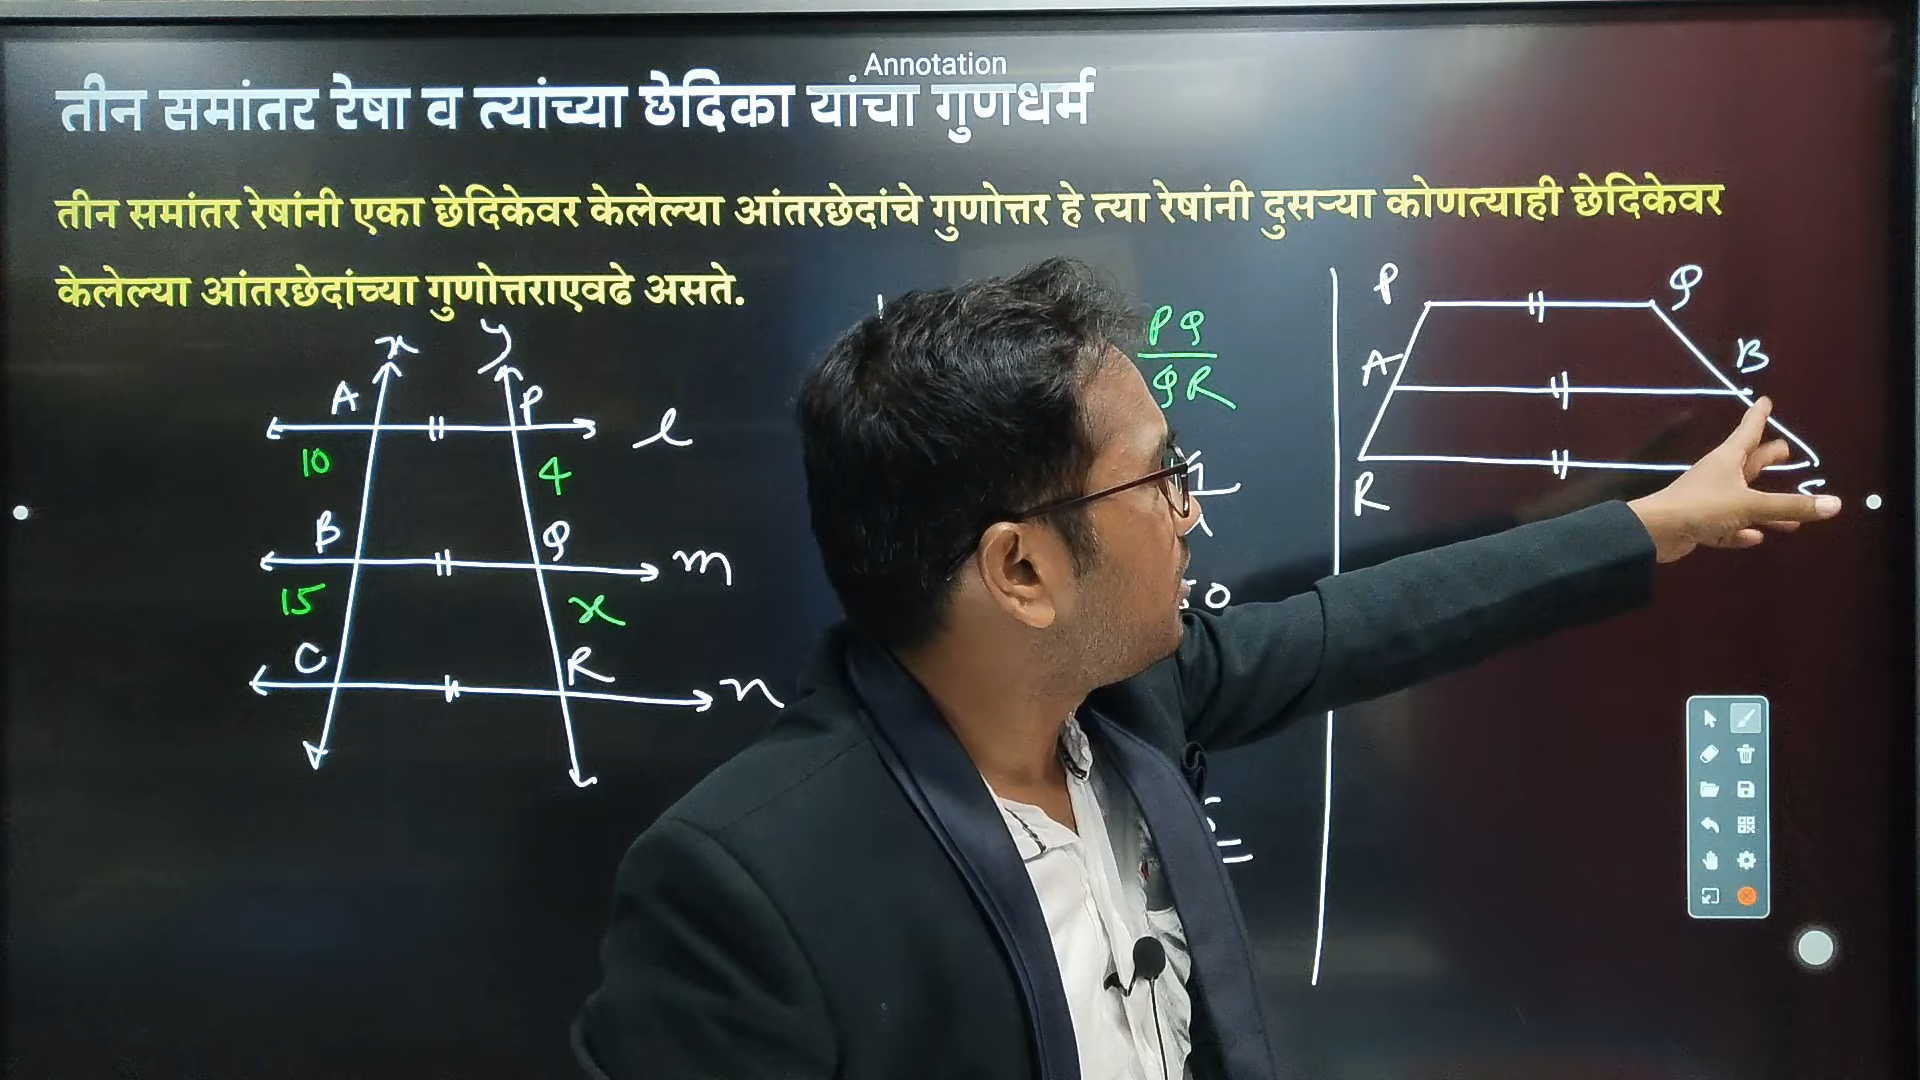 Annotation
तीन समांतर रेषा व त्यांच्या छेदिका यांचा गुणधर्म
तीन समांतर रेषांनी एका छेदिकेवर केलेल्या आंतरछेदांचे गुणोत्तर हे त्या रेषांनी दुसऱ्या कोणत्याही छेदिकेवर
केलेल्या आंतरछेदांच्या गुणोत्तराएवढे असते.
x y
A P l
10 4
B Q m
15 x
C R n
PQ
QR
50
P Q
A B
R